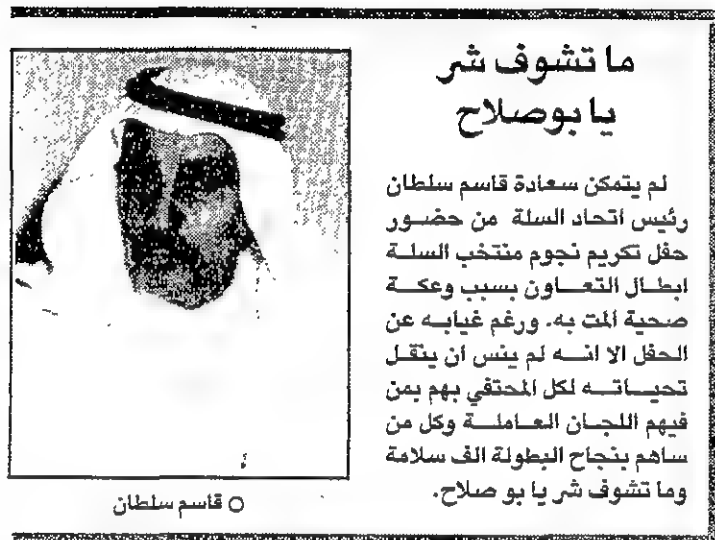 ما تشوف شر
يا بوصلاح
لم يتمكن سعادة قاسم سلطان
رئيس اتحاد السلة من حضور
حفل تكريم نجوم منتخب السلة
ابطال التعاون بسبب وعكة
صحية المت به. ورغم غيابه عن
الحفل الا انه لم ينس ان ينقل
تحياته لكل المحتفي بهم بمن
فيهم اللجان العاملة وكل من
ساهم بنجاح البطولة الف سلامة
وما تشوف شر يا بو صلاح.
قاسم سلطان